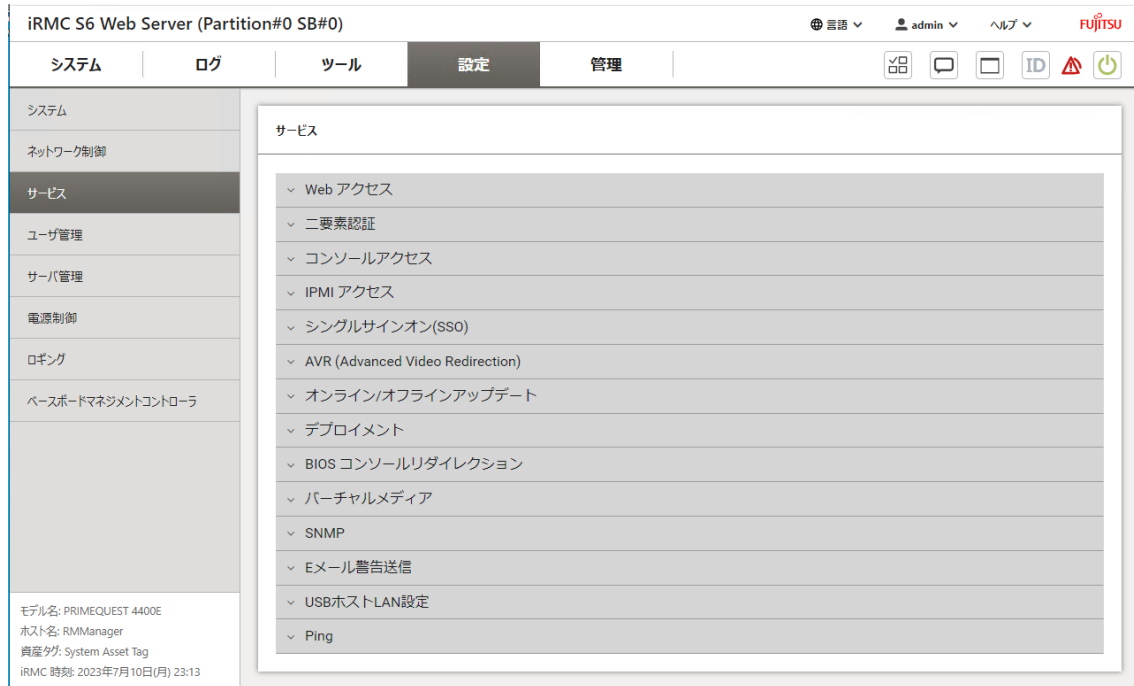 iRMC S6 Web Server (Partition#0 SB#0) 言語 admin ヘルプ FUJITSU
システム ログ ツール 設定 管理 ID
システム
ネットワーク制御
サービス
ユーザ管理
サーバ管理
電源制御
ロギング
ベースボードマネジメントコントローラ
サービス
Web アクセス
二要素認証
コンソールアクセス
IPMI アクセス
シングルサインオン(SSO)
AVR (Advanced Video Redirection)
オンライン/オフラインアップデート
デプロイメント
BIOS コンソールリダイレクション
バーチャルメディア
SNMP
Eメール警告送信
USBホストLAN設定
Ping
モデル名: PRIMEQUEST 4400E
ホスト名: RMManager
資産タグ: System Asset Tag
iRMC 時刻: 2023年7月10日(月) 23:13